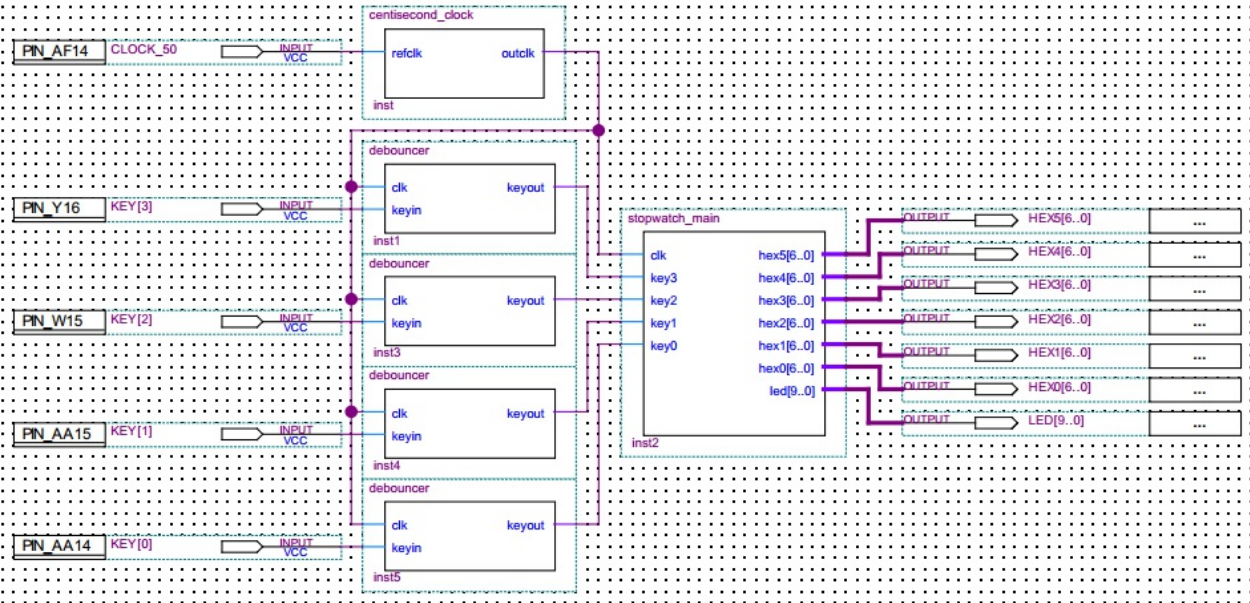 centisecond_clock
PIN_AF14 CLOCK_50 INPUT VCC
refclk outclk
inst
debouncer
clk keyout
PIN_Y16 KEY[3] INPUT VCC
keyin
inst1
debouncer
clk keyout
PIN_W15 KEY[2] INPUT VCC
keyin
inst3
debouncer
clk keyout
PIN_AA15 KEY[1] INPUT VCC
keyin
inst4
debouncer
clk keyout
PIN_AA14 KEY[0] INPUT VCC
keyin
inst5
stopwatch_main
clk hex5[6..0]
key3 hex4[6..0]
key2 hex3[6..0]
key1 hex2[6..0]
key0 hex1[6..0]
hex0[6..0]
led[9..0]
inst2
OUTPUT HEX5[6..0] ...
OUTPUT HEX4[6..0] ...
OUTPUT HEX3[6..0] ...
OUTPUT HEX2[6..0] ...
OUTPUT HEX1[6..0] ...
OUTPUT HEX0[6..0] ...
OUTPUT LED[9..0] ...